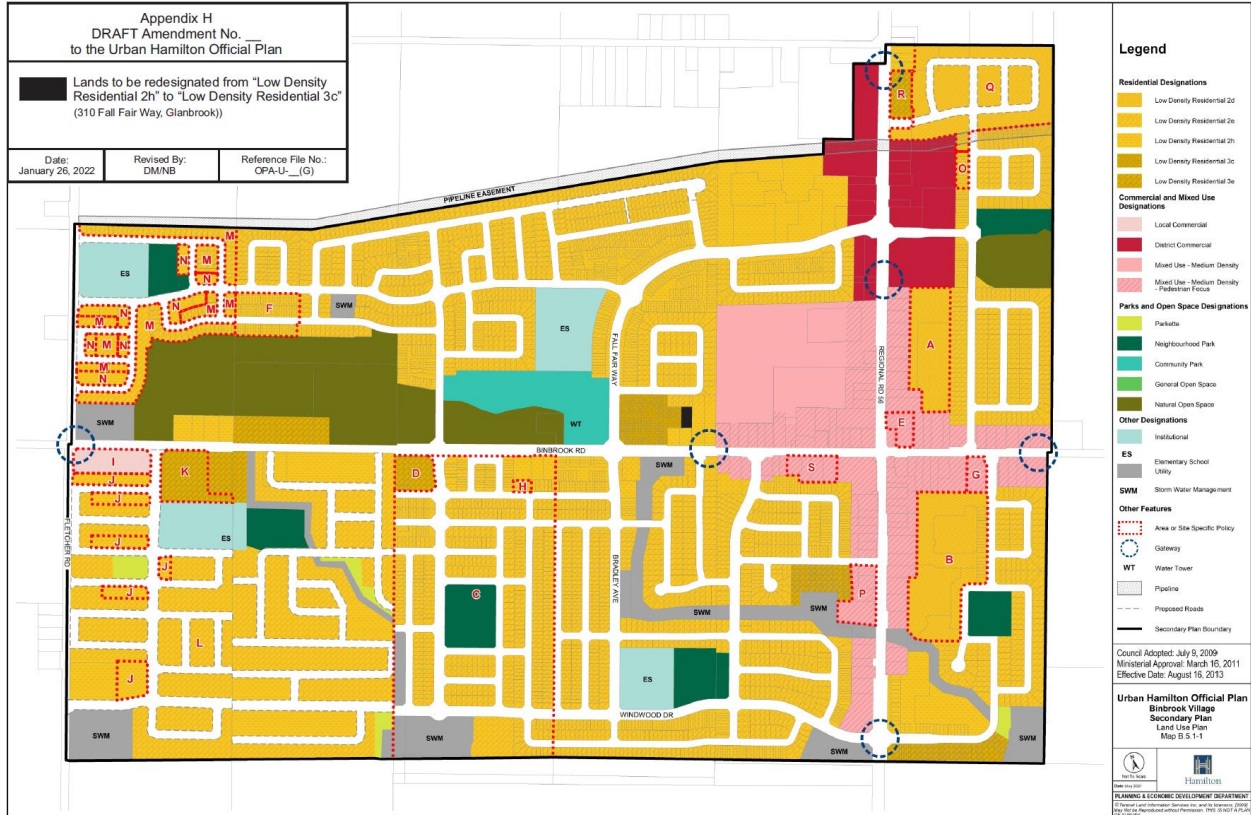 Appendix H
DRAFT Amendment No. __
to the Urban Hamilton Official Plan
Lands to be redesignated from “Low Density
Residential 2h” to “Low Density Residential 3c”
(310 Fall Fair Way, Glanbrook))
Date:
January 26, 2022
Revised By:
DM/NB
Reference File No.:
OPA-U-__(G)
PIPELINE EASEMENT
R
Q
O
M
ES
N
M
N
N
M
M
N
M
M
F
SWM
N
M
N
M
N
M
N
SWM
ES
FALL FAIR WAY
WT
REGIONAL RD 56
A
E
BINBROOK RD
I
J
J
K
D
H
SWM
S
G
FLETCHER RD
J
ES
J
J
C
BRADLEY AVE
B
P
SWM
SWM
L
J
ES
WINDWOOD DR
SWM
SWM
SWM
SWM
Legend
Residential Designations
Low Density Residential 2d
Low Density Residential 2e
Low Density Residential 2h
Low Density Residential 3c
Low Density Residential 3e
Commercial and Mixed Use
Designations
Local Commercial
District Commercial
Mixed Use - Medium Density
Mixed Use - Medium Density
- Pedestrian Focus
Parks and Open Space Designations
Parkette
Neighbourhood Park
Community Park
General Open Space
Natural Open Space
Other Designations
Institutional
ES
Elementary School
Utility
SWM
Storm Water Management
Other Features
Area or Site Specific Policy
Gateway
WT
Water Tower
Pipeline
Proposed Roads
Secondary Plan Boundary
Council Adopted: July 9, 2009
Ministerial Approval: March 16, 2011
Effective Date: August 16, 2013
Urban Hamilton Official Plan
Binbrook Village
Secondary Plan
Land Use Plan
Map B.5.1-1
Not To Scale
Date: May 2021
Hamilton
PLANNING & ECONOMIC DEVELOPMENT DEPARTMENT